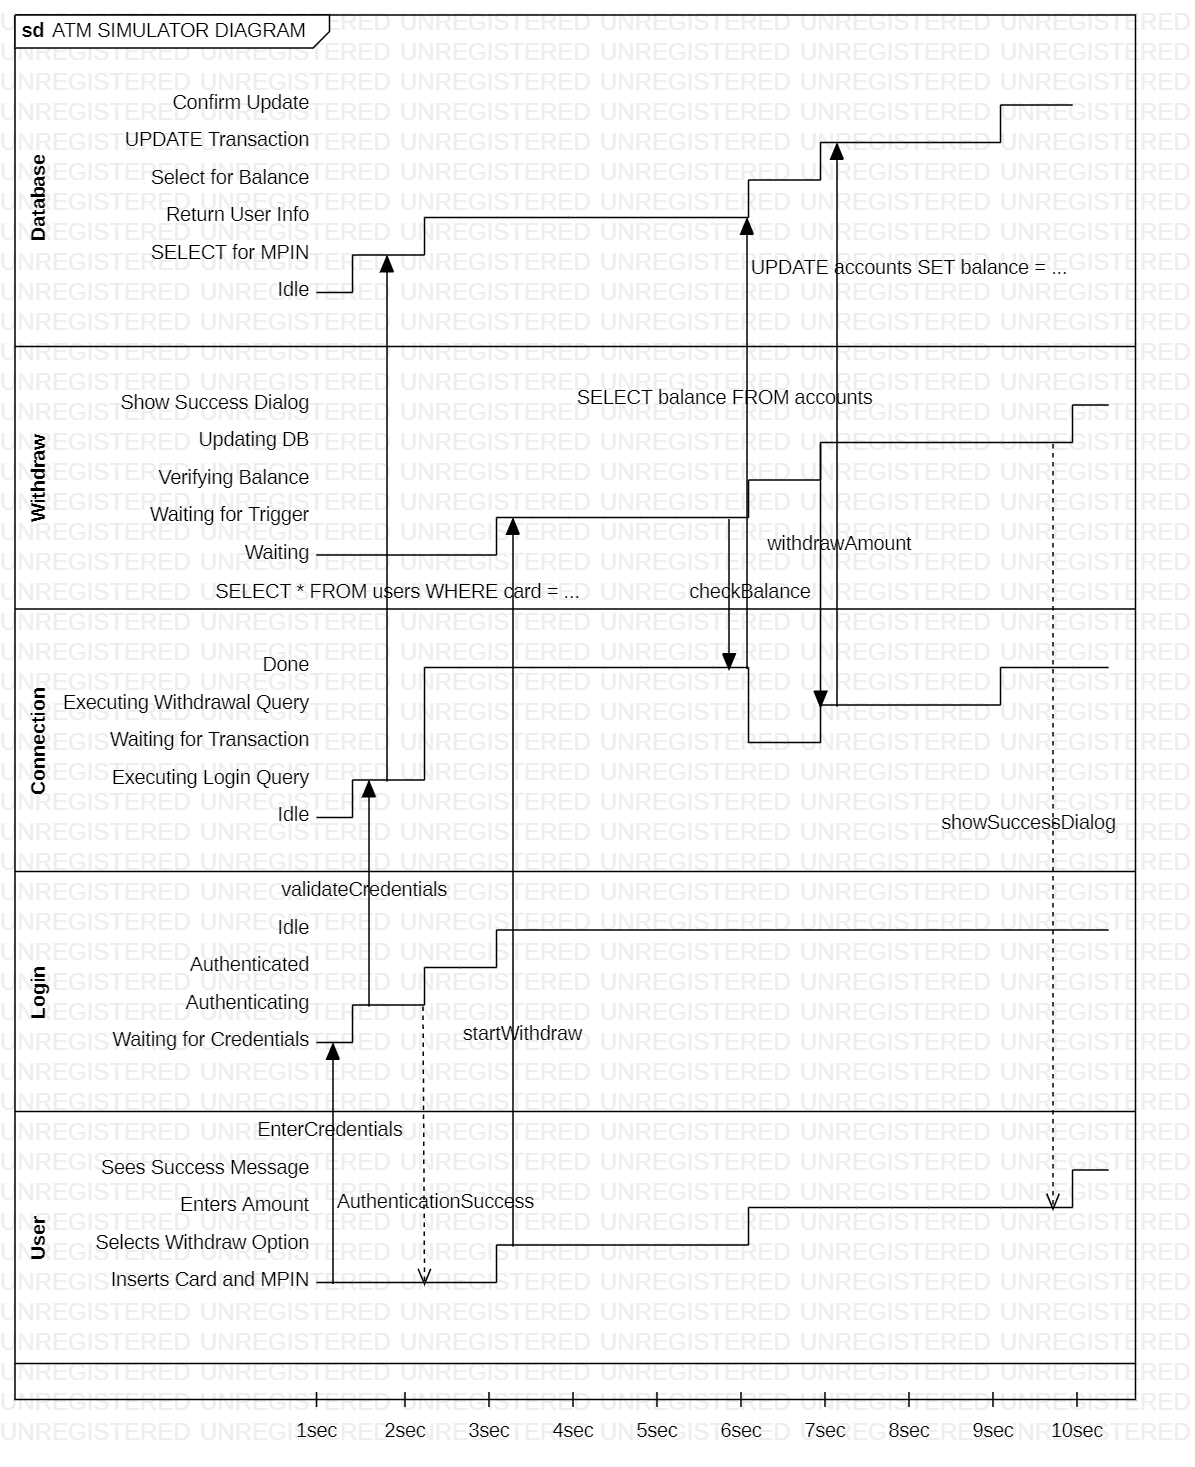 sd ATM SIMULATOR DIAGRAM
Database
Confirm Update
UPDATE Transaction
Select for Balance
Return User Info
SELECT for MPIN
Idle
UPDATE accounts SET balance = ...
Withdraw
Show Success Dialog
Updating DB
Verifying Balance
Waiting for Trigger
Waiting
SELECT balance FROM accounts
withdrawAmount
SELECT * FROM users WHERE card = ...
checkBalance
Connection
Done
Executing Withdrawal Query
Waiting for Transaction
Executing Login Query
Idle
showSuccessDialog
validateCredentials
Login
Idle
Authenticated
Authenticating
Waiting for Credentials
startWithdraw
EnterCredentials
User
Sees Success Message
Enters Amount
Selects Withdraw Option
Inserts Card and MPIN
AuthenticationSuccess
1sec 2sec 3sec 4sec 5sec 6sec 7sec 8sec 9sec 10sec
UNREGISTERED